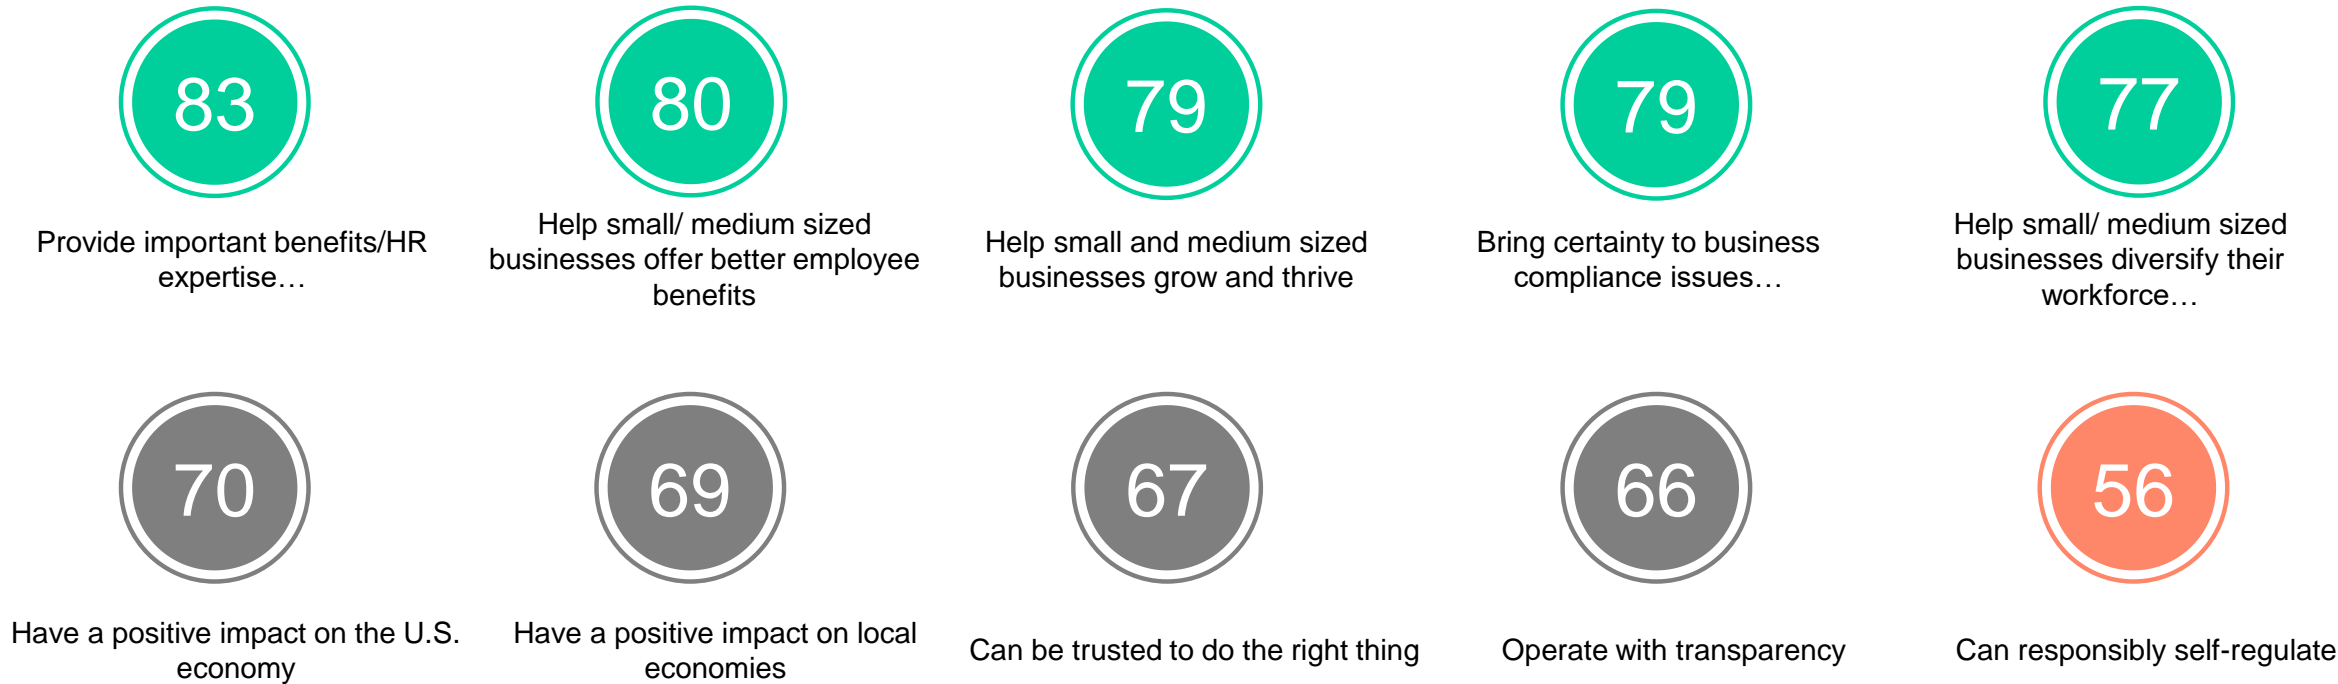 83
80
79
79
77
Provide important benefits/HR
expertise…
Help small/ medium sized
businesses offer better employee
benefits
Help small and medium sized
businesses grow and thrive
Bring certainty to business
compliance issues…
Help small/ medium sized
businesses diversify their
workforce…
70
69
67
66
56
Have a positive impact on the U.S.
economy
Have a positive impact on local
economies
Can be trusted to do the right thing
Operate with transparency
Can responsibly self-regulate